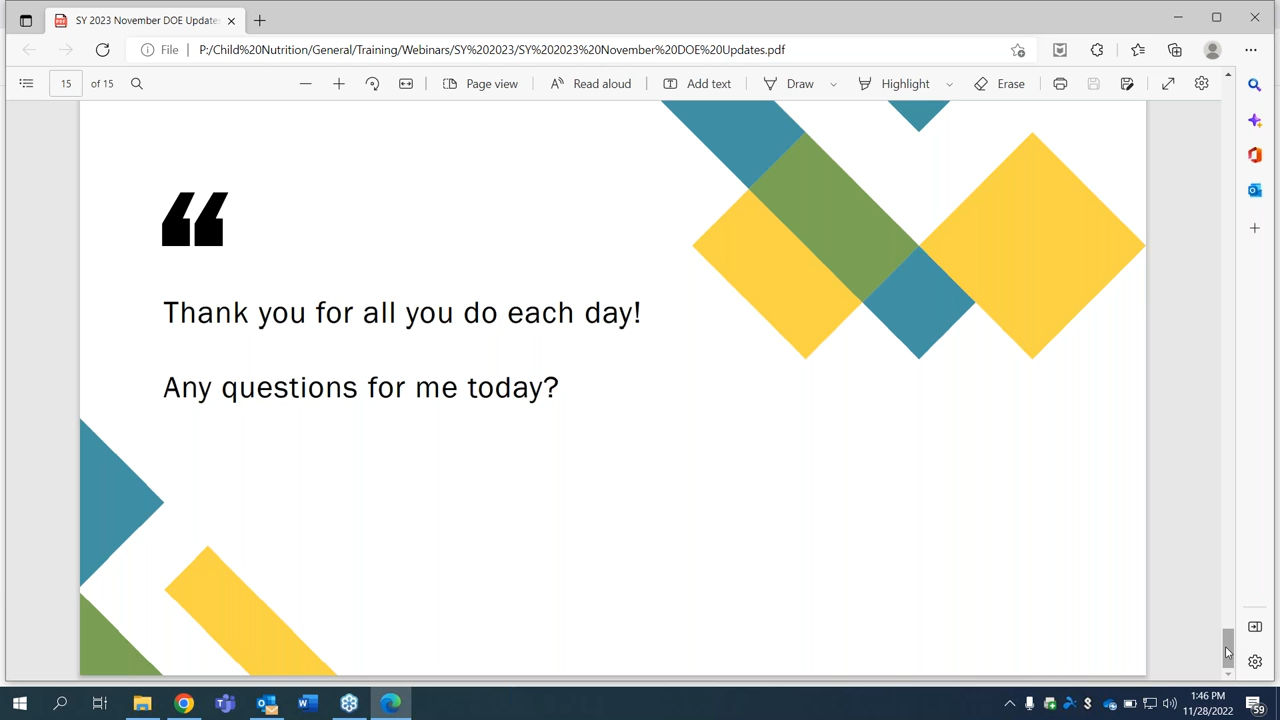 SY 2023 November DOE Update
File
P:/Child%20Nutrition/General/Training/Webinars/SY%202023/SY%202023%20November%20DOE%20Updates.pdf
15 of 15
Page view
Read aloud
Add text
Draw
Highlight
Erase
“
Thank you for all you do each day!
Any questions for me today?
1:46 PM
11/28/2022
59